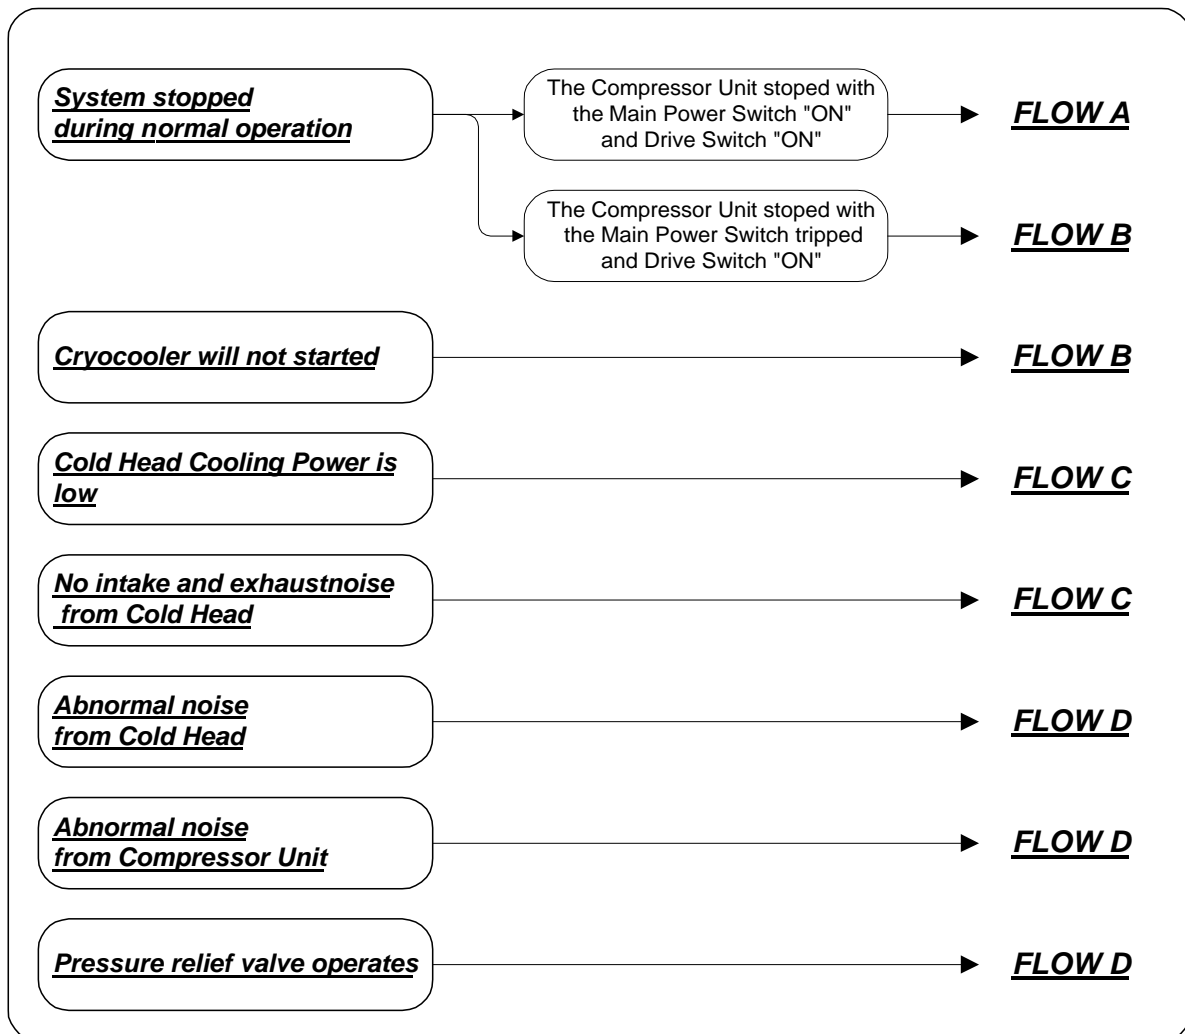 System stopped
during normal operation
The Compressor Unit stoped with
the Main Power Switch "ON"
and Drive Switch "ON"
FLOW A
The Compressor Unit stoped with
the Main Power Switch tripped
and Drive Switch "ON"
FLOW B
Cryocooler will not started
FLOW B
Cold Head Cooling Power is
low
FLOW C
No intake and exhaustnoise
from Cold Head
FLOW C
Abnormal noise
from Cold Head
FLOW D
Abnormal noise
from Compressor Unit
FLOW D
Pressure relief valve operates
FLOW D